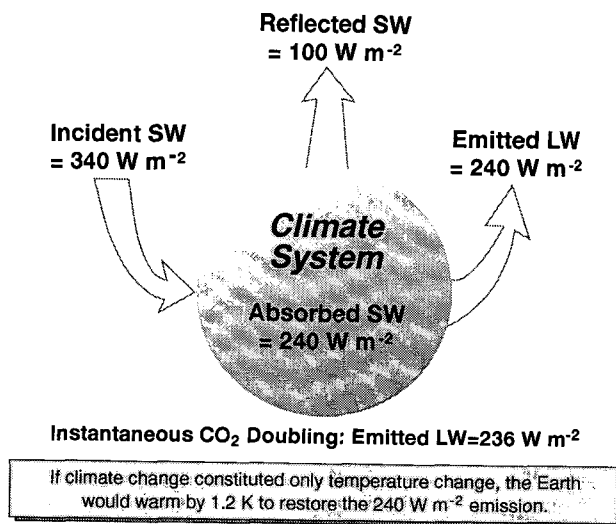 Reflected SW
= 100 W m⁻²
Incident SW
= 340 W m⁻²
Emitted LW
= 240 W m⁻²
Climate
System
Absorbed SW
= 240 W m⁻²
Instantaneous CO₂ Doubling: Emitted LW=236 W m⁻²
If climate change constituted only temperature change, the Earth
would warm by 1.2 K to restore the 240 W m⁻² emission.